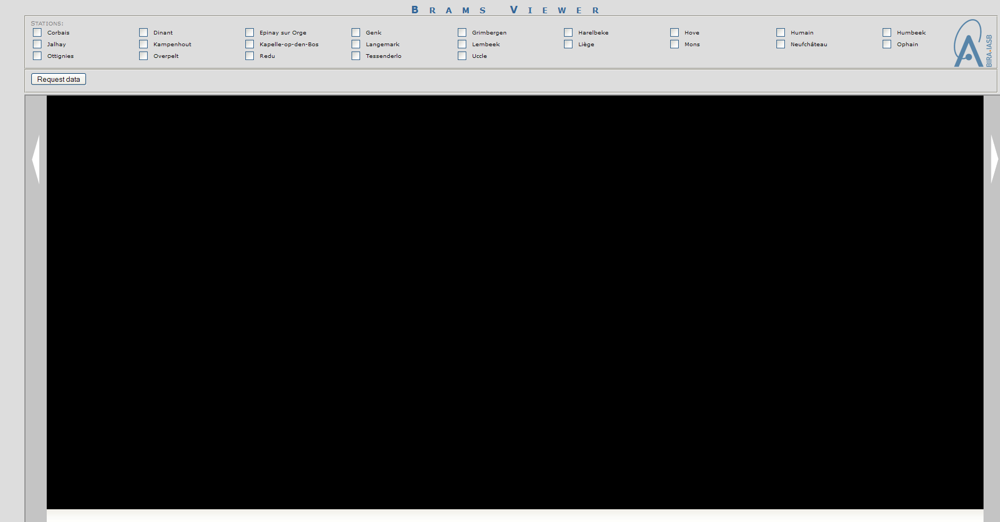 BRAMS VIEWER
STATIONS:
Corbais Dinant Epinay sur Orge Genk Grimbergen Harelbeke Hove Humain Humbeek
Jalhay Kampenhout Kapelle-op-den-Bos Langemark Lembeek Liège Mons Neufchâteau Ophain
Ottignies Overpelt Redu Tessenderlo Uccle
BIRA·IASB
Request data